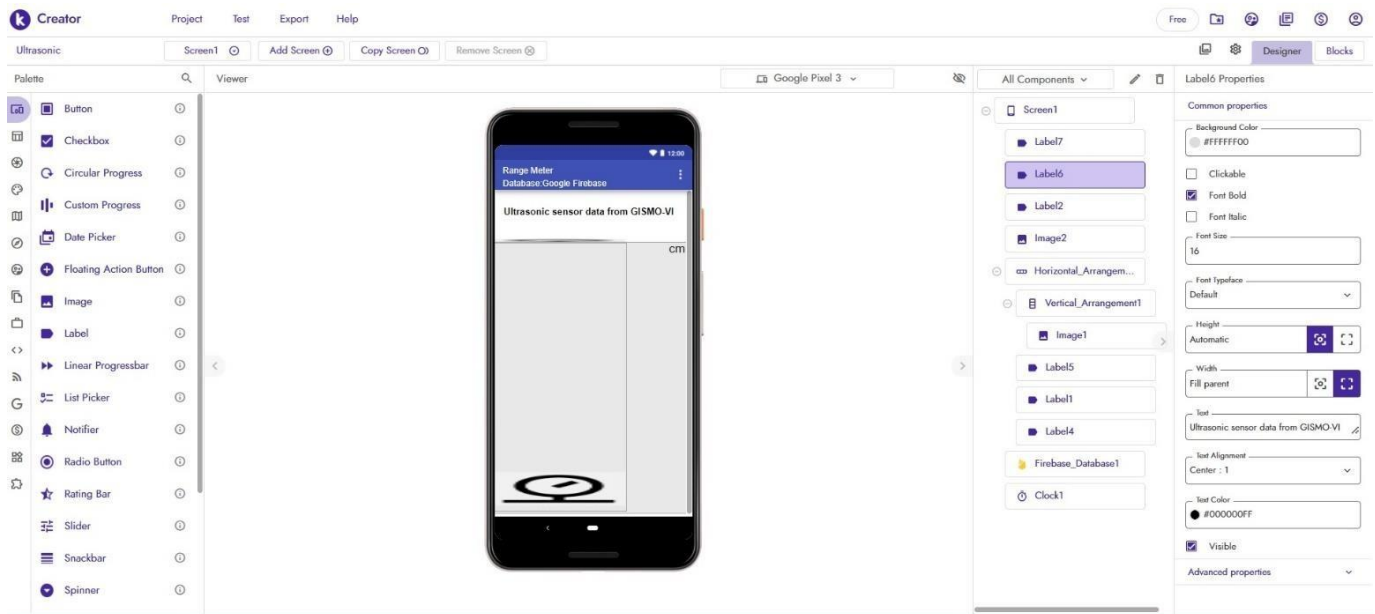 Creator
Project Test Export Help
Free
Ultrasonic
Screen1 Add Screen Copy Screen Remove Screen
Designer Blocks
Palette
Button
Checkbox
Circular Progress
Custom Progress
Date Picker
Floating Action Button
Image
Label
Linear Progressbar
List Picker
Notifier
Radio Button
Rating Bar
Slider
Snackbar
Spinner
Viewer
Google Pixel 3
12:00
Range Meter
Database:Google Firebase
Ultrasonic sensor data from GISMO-VI
cm
All Components
Screen1
Label7
Label6
Label2
Image2
Horizontal_Arrangem...
Vertical_Arrangement1
Image1
Label5
Label1
Label4
Firebase_Database1
Clock1
Label6 Properties
Common properties
Background Color
#FFFFFF00
Clickable
Font Bold
Font Italic
Font Size
16
Font Typeface
Default
Height
Automatic
Width
Fill parent
Text
Ultrasonic sensor data from GISMO-VI
Text Alignment
Center : 1
Text Color
#000000FF
Visible
Advanced properties